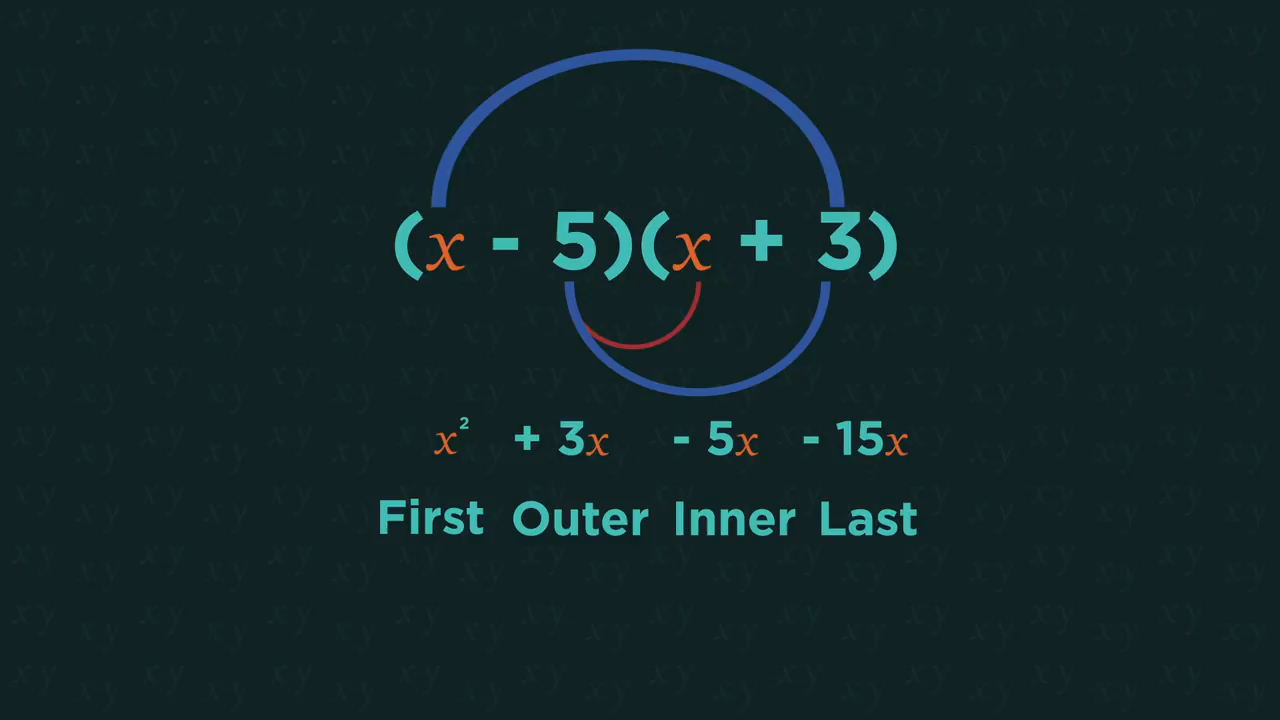 (x - 5)(x + 3)
x² + 3x - 5x - 15x
First Outer Inner Last